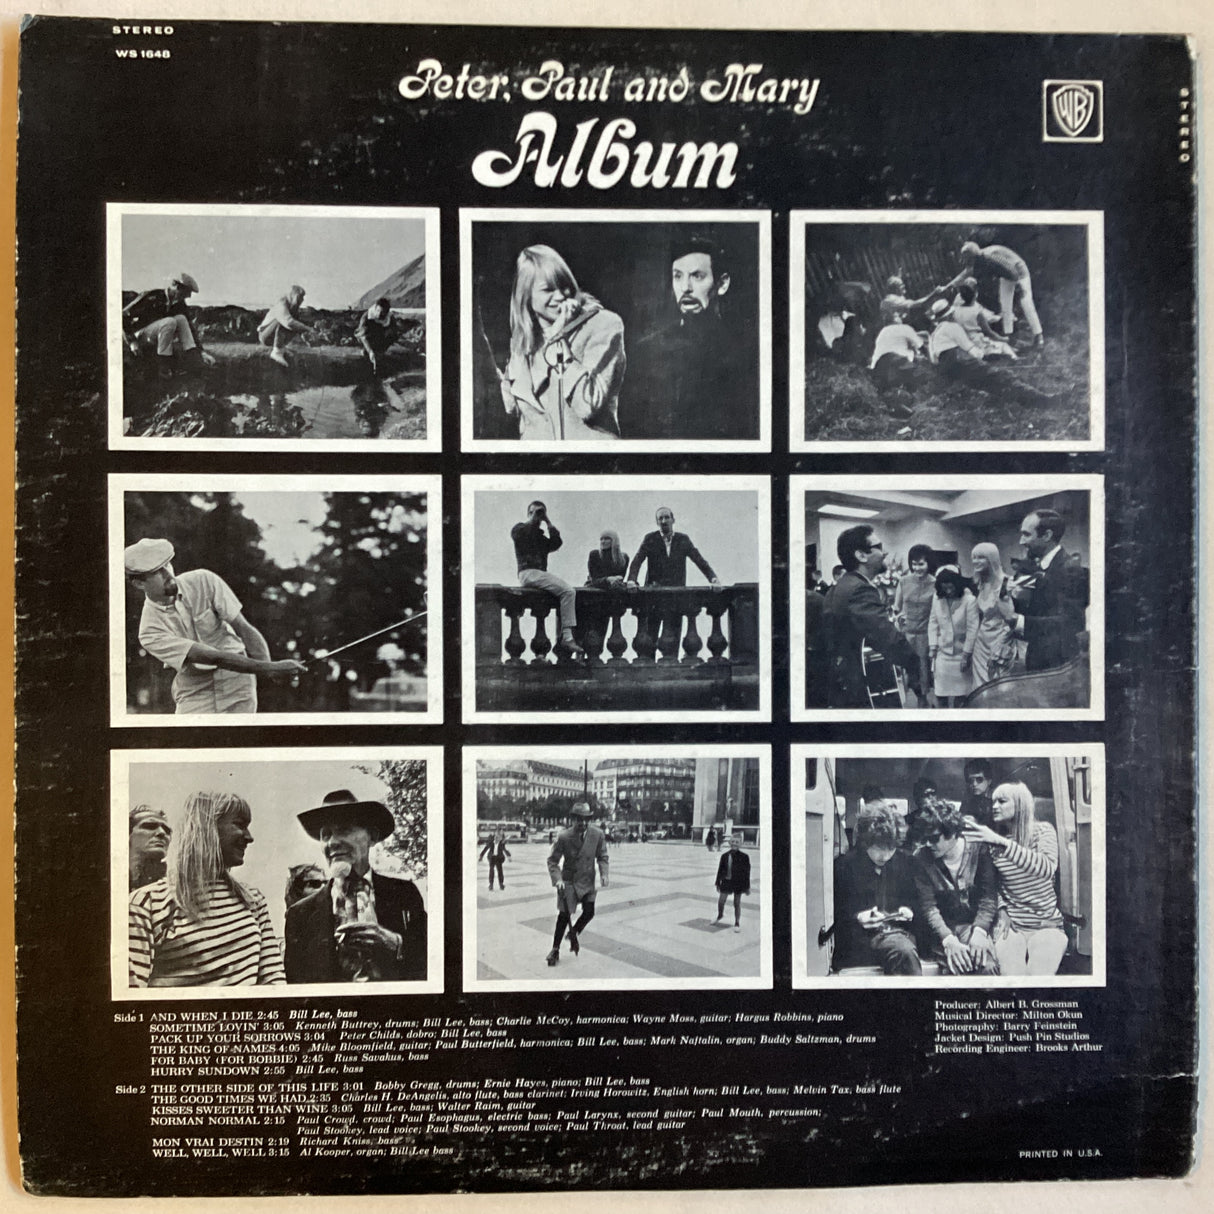 STEREO
WS 1648
Peter, Paul and Mary
Album
WB
STEREO
Side 1 AND WHEN I DIE 2:45 Bill Lee, bass
SOMETIME LOVIN' 3:05 Kenneth Buttrey, drums; Bill Lee, bass; Charlie McCoy, harmonica; Wayne Moss, guitar; Hargus Robbins, piano
PACK UP YOUR SORROWS 3:04 Peter Childs, dobro; Bill Lee, bass
THE KING OF NAMES 4:05 Mike Bloomfield, guitar; Paul Butterfield, harmonica; Bill Lee, bass; Mark Naftalin, organ; Buddy Saltzman, drums
FOR BABY (FOR BOBBIE) 2:45 Russ Savakus, bass
HURRY SUNDOWN 2:55 Bill Lee, bass
Side 2 THE OTHER SIDE OF THIS LIFE 3:01 Bobby Gregg, drums; Ernie Hayes, piano; Bill Lee, bass
THE GOOD TIMES WE HAD 2:35 Charles H. DeAngelis, alto flute, bass clarinet; Irving Horowitz, English horn; Bill Lee, bass; Melvin Tax, bass flute
KISSES SWEETER THAN WINE 3:05 Bill Lee, bass; Walter Raim, guitar
NORMAN NORMAL 2:15 Paul Crowd, crowd; Paul Esophagus, electric bass; Paul Larynx, second guitar; Paul Mouth, percussion;
Paul Stookey, lead voice; Paul Stookey, second voice; Paul Throat, lead guitar
MON VRAI DESTIN 2:19 Richard Kniss, bass
WELL, WELL, WELL 3:15 Al Kooper, organ; Bill Lee bass
Producer: Albert B. Grossman
Musical Director: Milton Okun
Photography: Barry Feinstein
Jacket Design: Push Pin Studios
Recording Engineer: Brooks Arthur
PRINTED IN U.S.A.